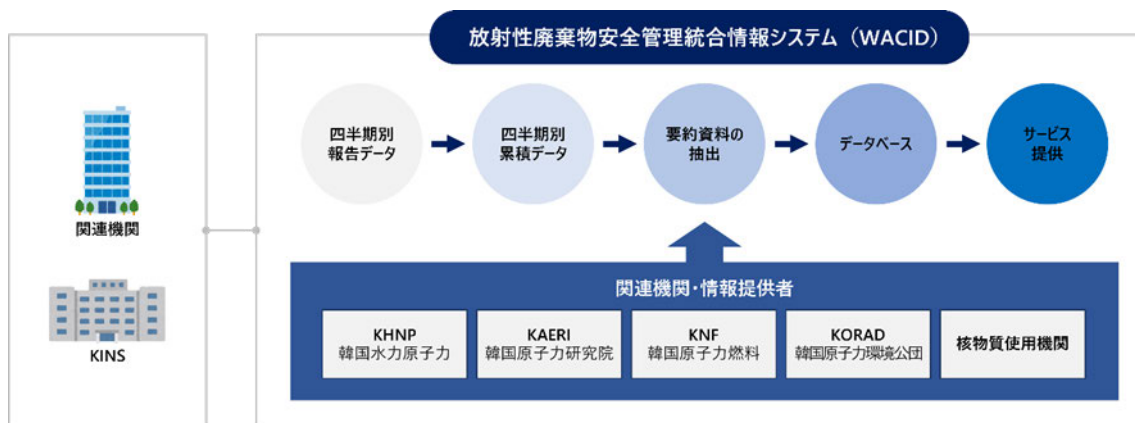 放射性廃棄物安全管理統合情報システム（WACID）
四半期別
報告データ
四半期別
累積データ
要約資料の
抽出
データベース
サービス
提供
関連機関
KINS
関連機関・情報提供者
KHNP
韓国水力原子力
KAERI
韓国原子力研究院
KNF
韓国原子力燃料
KORAD
韓国原子力環境公団
核物質使用機関